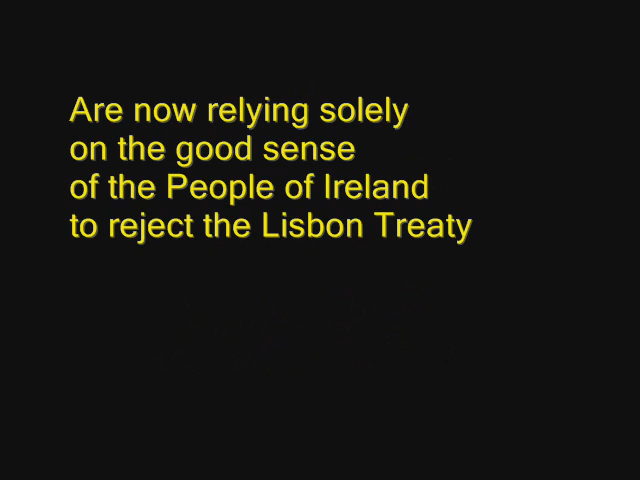 Are now relying solely
on the good sense
of the People of Ireland
to reject the Lisbon Treaty